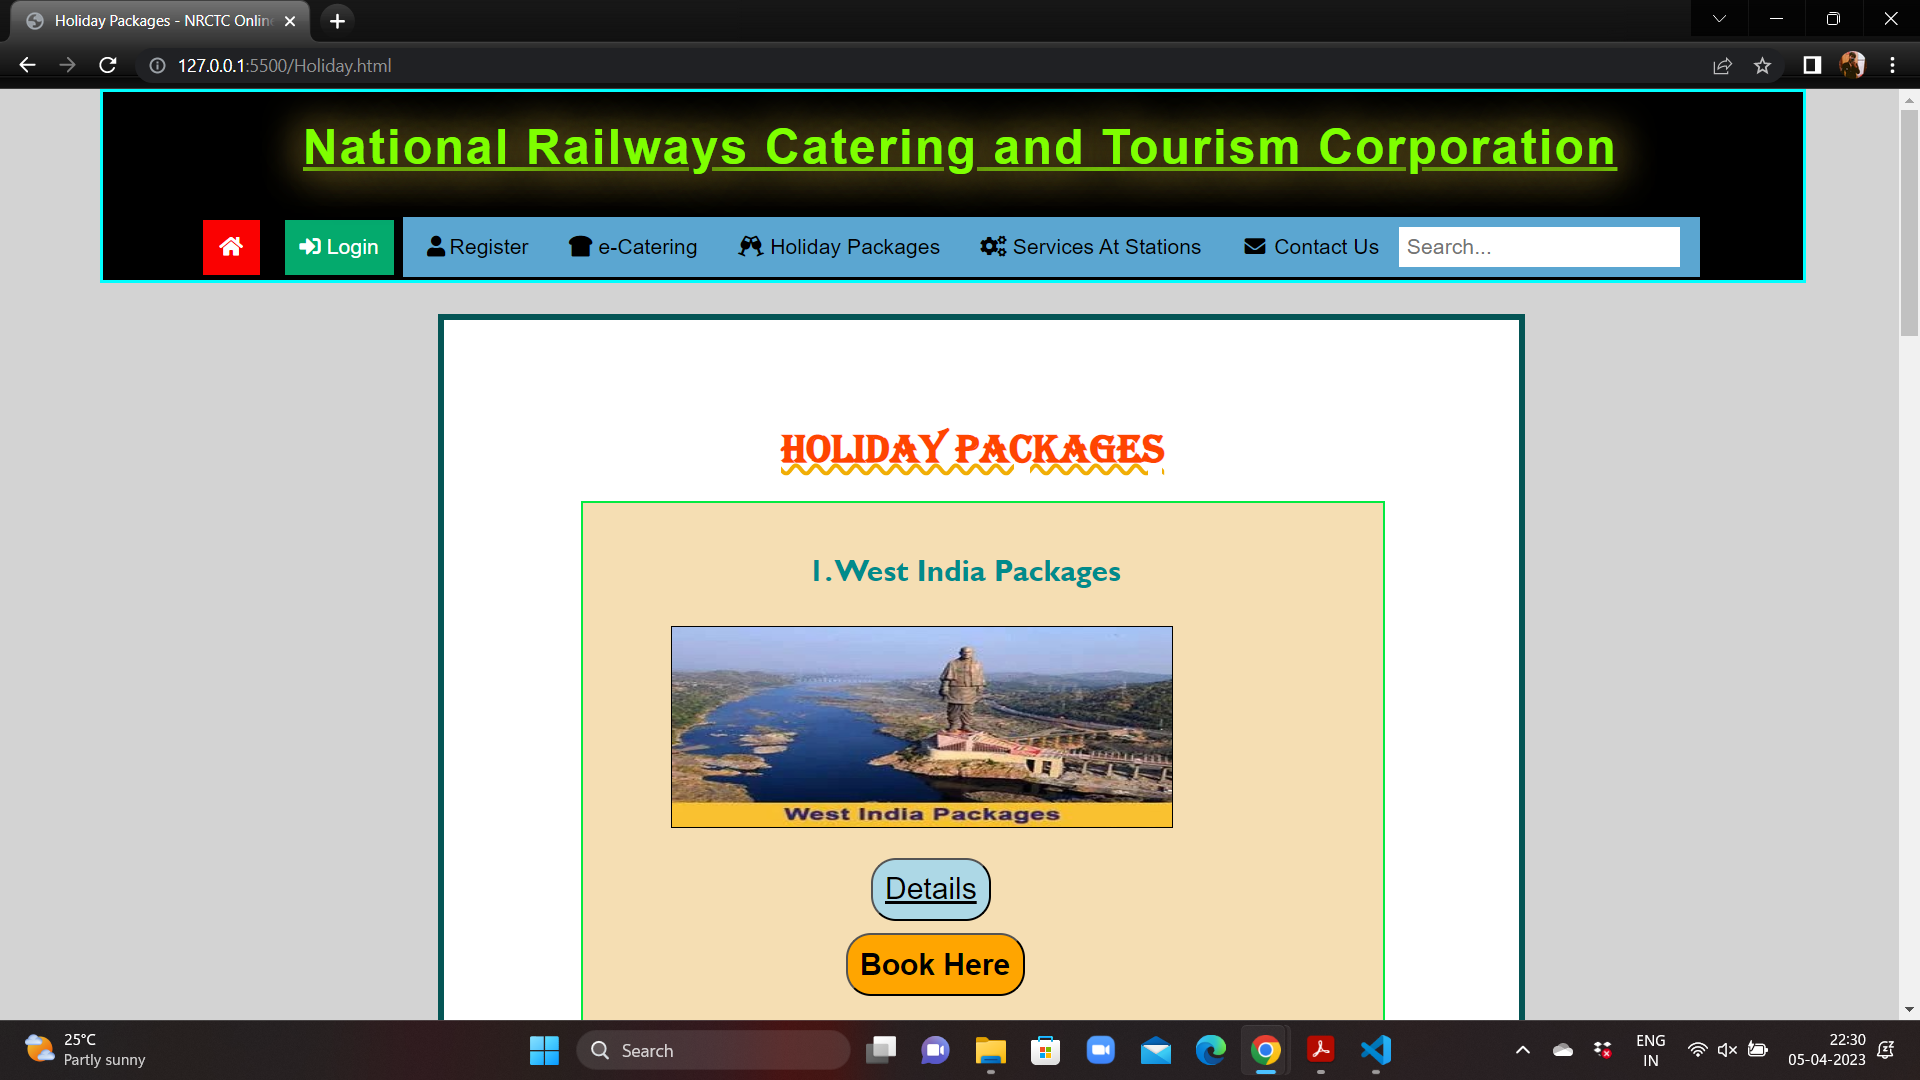 Holiday Packages - NRCTC Onlin
127.0.0.1:5500/Holiday.html
National Railways Catering and Tourism Corporation
Login Register e-Catering Holiday Packages Services At Stations Contact Us Search...
HOLIDAY PACKAGES
1. West India Packages
West India Packages
Details
Book Here
25°C
Partly sunny
Search
ENG
IN
22:30
05-04-2023